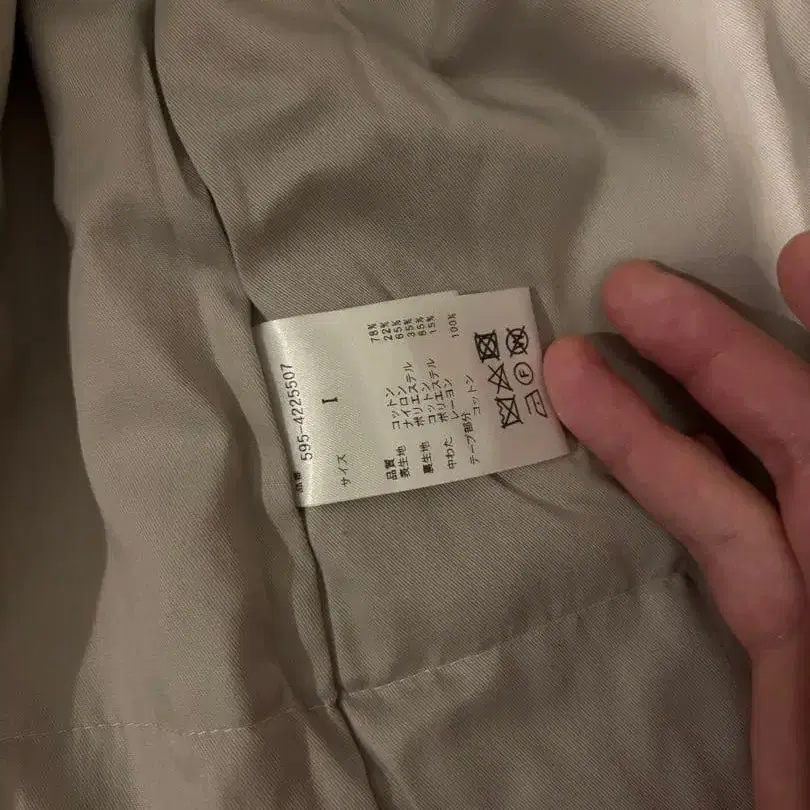 品番 595-4225507
サイズ I
品質
表生地 コットン 78%
ナイロン 22%
裏生地 ポリエステル 65%
コットン 35%
中わた ポリエステル 85%
レーヨン 15%
テープ部分 コットン 100%
F